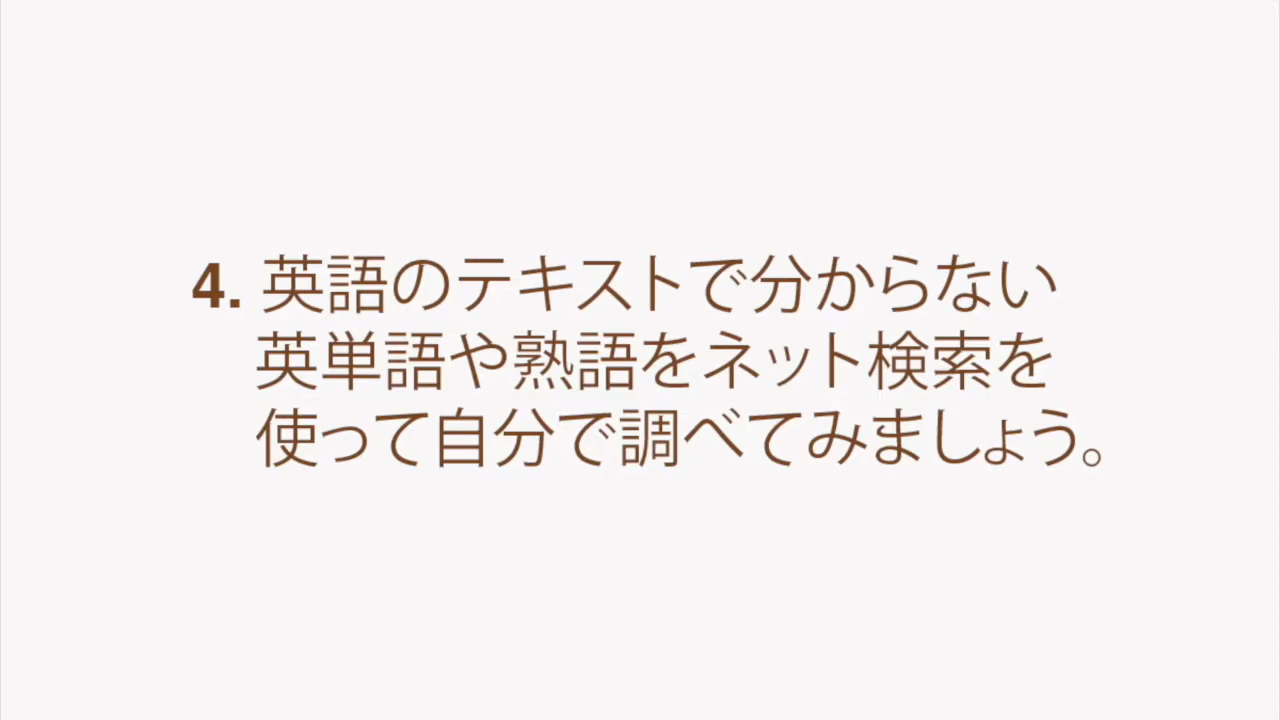 4. 英語のテキストで分からない
英単語や熟語をネット検索を
使って自分で調べてみましょう。